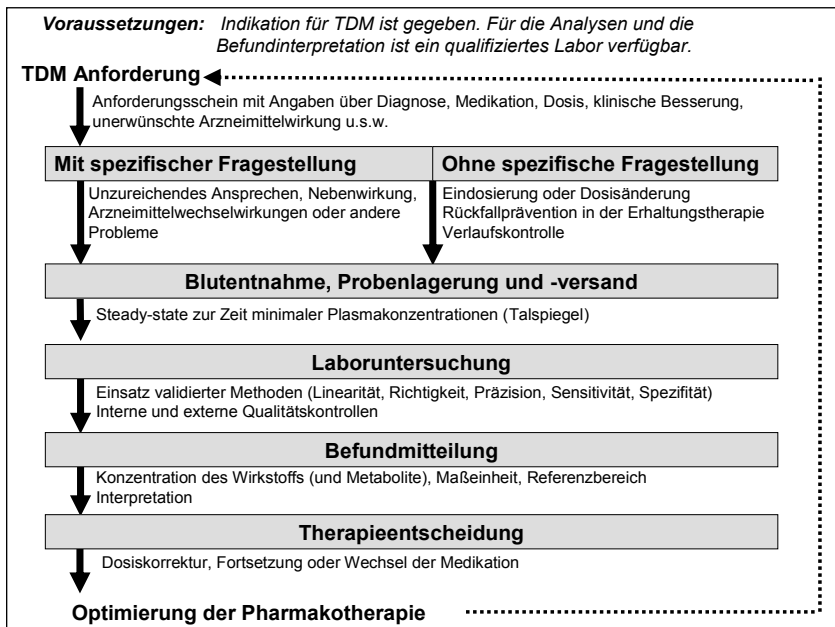 Voraussetzungen: Indikation für TDM ist gegeben. Für die Analysen und die
Befundinterpretation ist ein qualifiziertes Labor verfügbar.
TDM Anforderung
Anforderungsschein mit Angaben über Diagnose, Medikation, Dosis, klinische Besserung,
unerwünschte Arzneimittelwirkung u.s.w.
Mit spezifischer Fragestellung
Ohne spezifische Fragestellung
Unzureichendes Ansprechen, Nebenwirkung,
Arzneimittelwechselwirkungen oder andere
Probleme
Eindosierung oder Dosisänderung
Rückfallprävention in der Erhaltungstherapie
Verlaufskontrolle
Blutentnahme, Probenlagerung und -versand
Steady-state zur Zeit minimaler Plasmakonzentrationen (Talspiegel)
Laboruntersuchung
Einsatz validierter Methoden (Linearität, Richtigkeit, Präzision, Sensitivität, Spezifität)
Interne und externe Qualitätskontrollen
Befundmitteilung
Konzentration des Wirkstoffs (und Metabolite), Maßeinheit, Referenzbereich
Interpretation
Therapieentscheidung
Dosiskorrektur, Fortsetzung oder Wechsel der Medikation
Optimierung der Pharmakotherapie